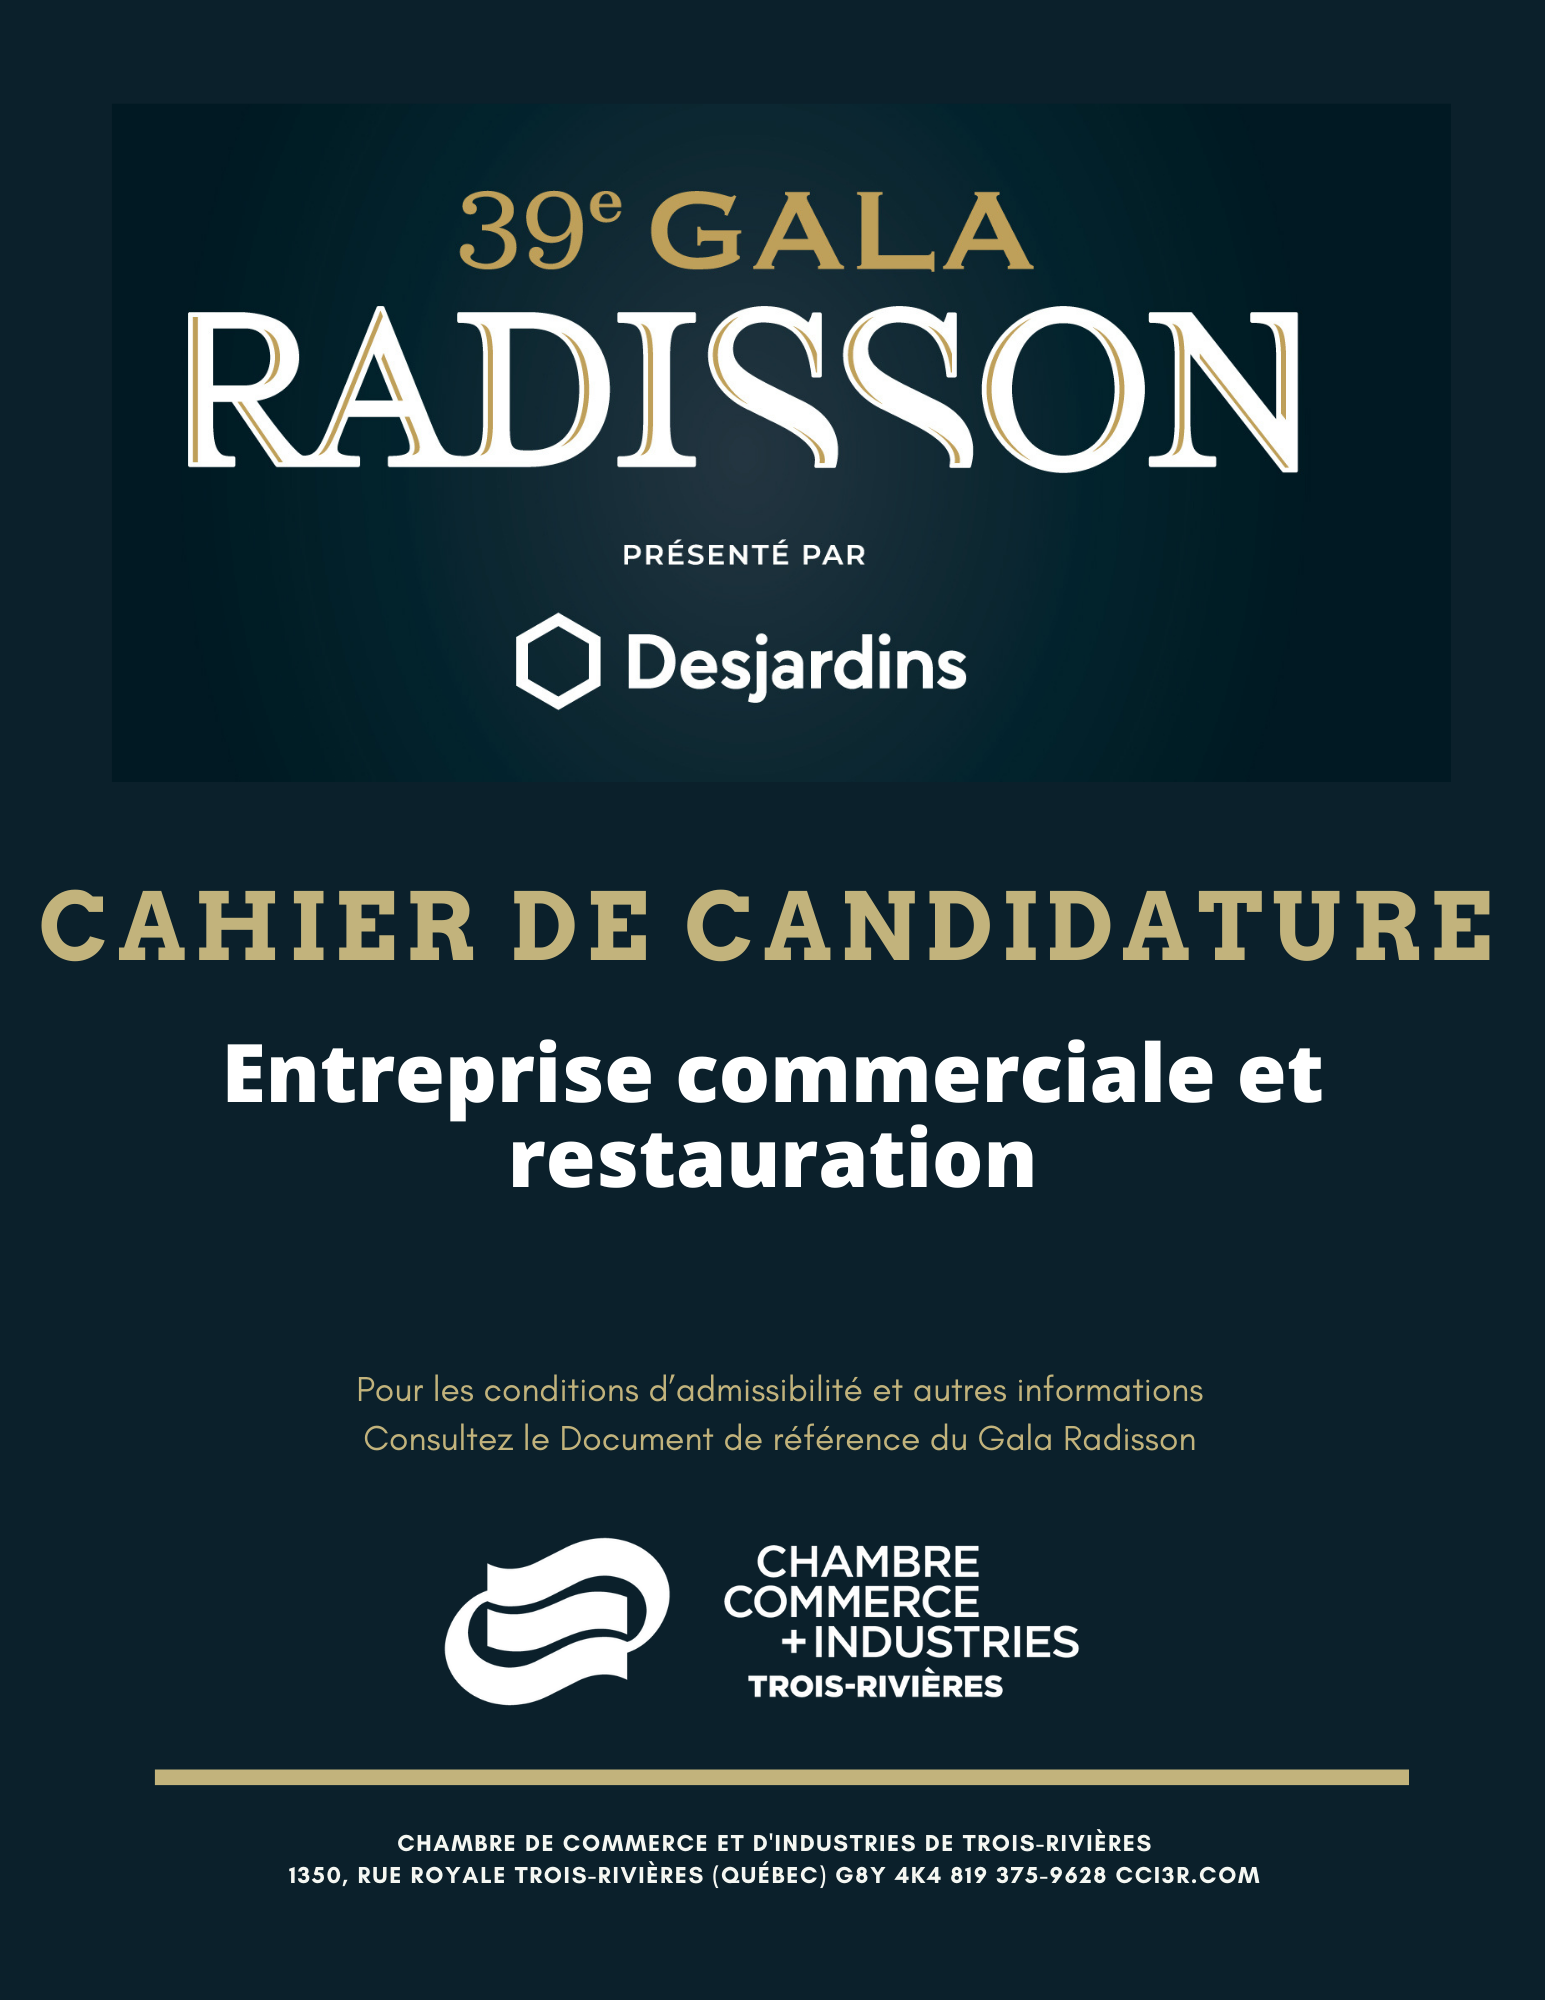 39e GALA
RADISSON
PRÉSENTÉ PAR
Desjardins
CAHIER DE CANDIDATURE
Entreprise commerciale et
restauration
Pour les conditions d’admissibilité et autres informations
Consultez le Document de référence du Gala Radisson
CHAMBRE
COMMERCE
+INDUSTRIES
TROIS-RIVIÈRES
CHAMBRE DE COMMERCE ET D'INDUSTRIES DE TROIS-RIVIÈRES
1350, RUE ROYALE TROIS-RIVIÈRES (QUÉBEC) G8Y 4K4 819 375-9628 CCI3R.COM